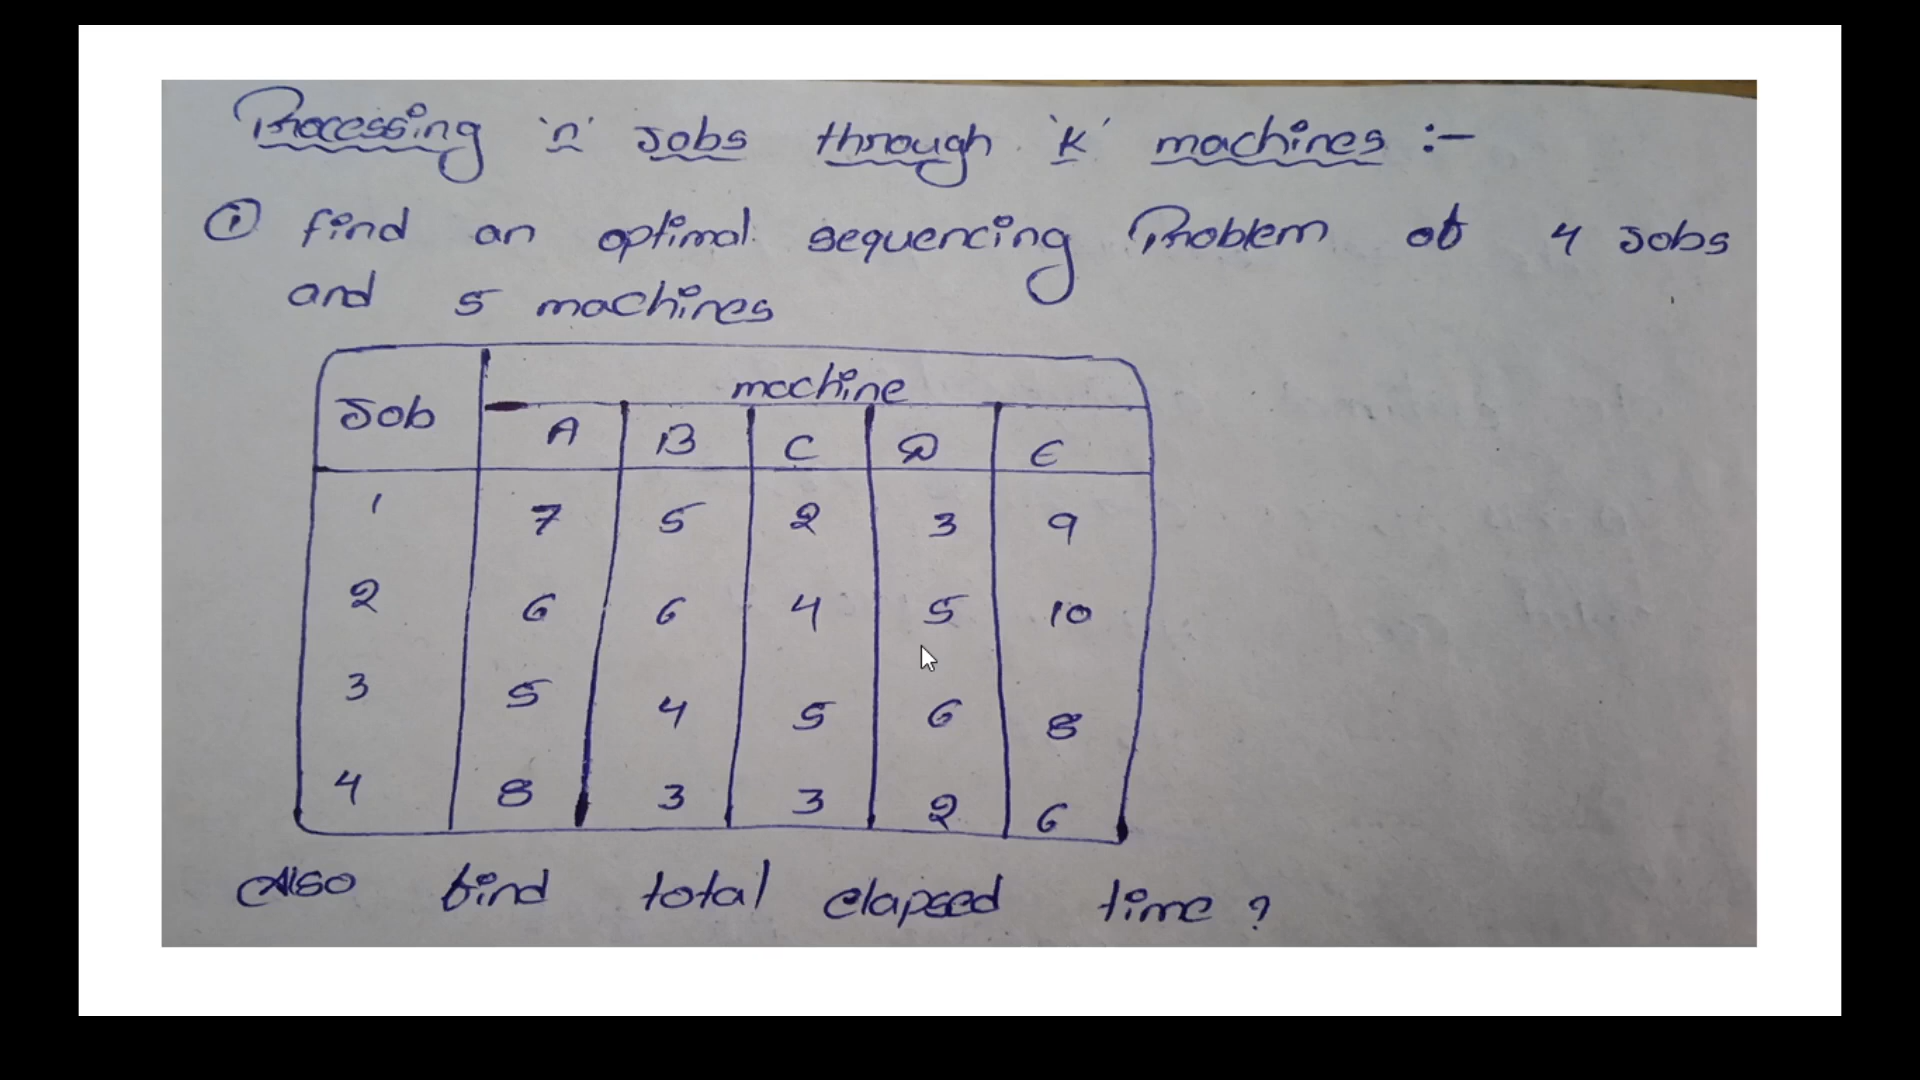 Processing 'n' Jobs through 'k' machines :-
① find an optimal sequencing Problem of 4 Jobs
and 5 machines
Job machine
A B C D E
1 7 5 2 3 9
2 6 6 4 5 10
3 5 4 5 6 8
4 8 3 3 2 6
Also find total elapsed time ?